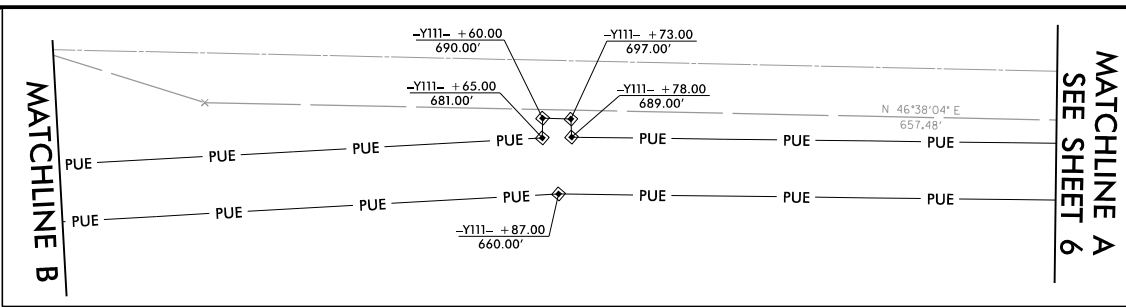 -Y111- +60.00
690.00'
-Y111- +73.00
697.00'
-Y111- +65.00
681.00'
-Y111- +78.00
689.00'
N 46°38'04" E
657.48'
PUE PUE PUE PUE PUE PUE PUE
PUE PUE PUE PUE PUE PUE PUE
-Y111- +87.00
660.00'
MATCHLINE B
MATCHLINE A
SEE SHEET 6